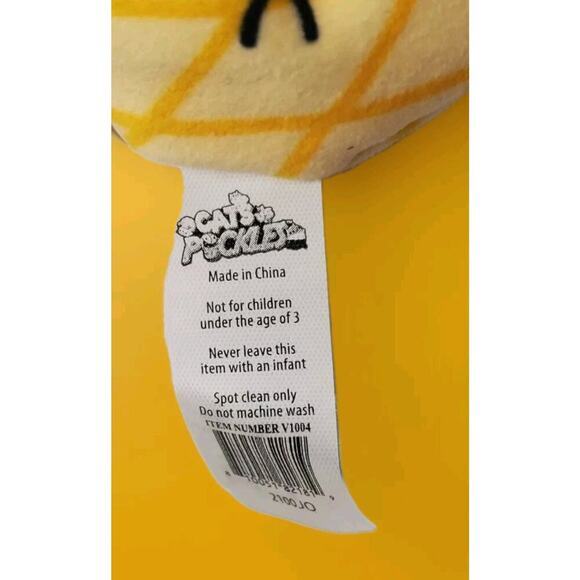 CATS
PICKLES
Made in China
Not for children
under the age of 3
Never leave this
item with an infant
Spot clean only
Do not machine wash
ITEM NUMBER V1004
2100JO